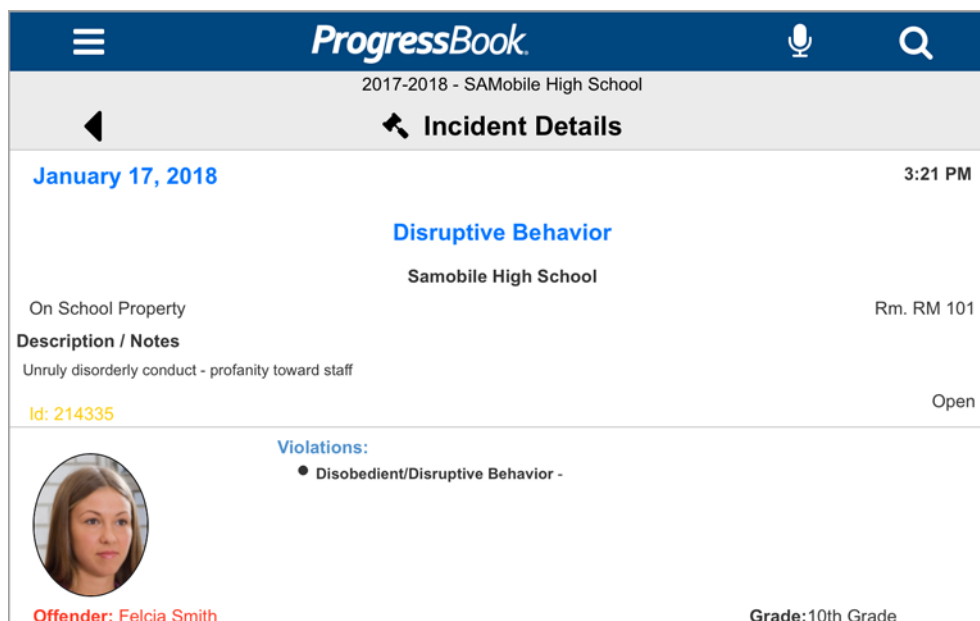 ProgressBook.
2017-2018 - SAMobile High School
Incident Details
January 17, 2018 3:21 PM
Disruptive Behavior
Samobile High School
On School Property Rm. RM 101
Description / Notes
Unruly disorderly conduct - profanity toward staff
Open
Id: 214335
Violations:
Disobedient/Disruptive Behavior -
Offender: Felcia Smith Grade:10th Grade